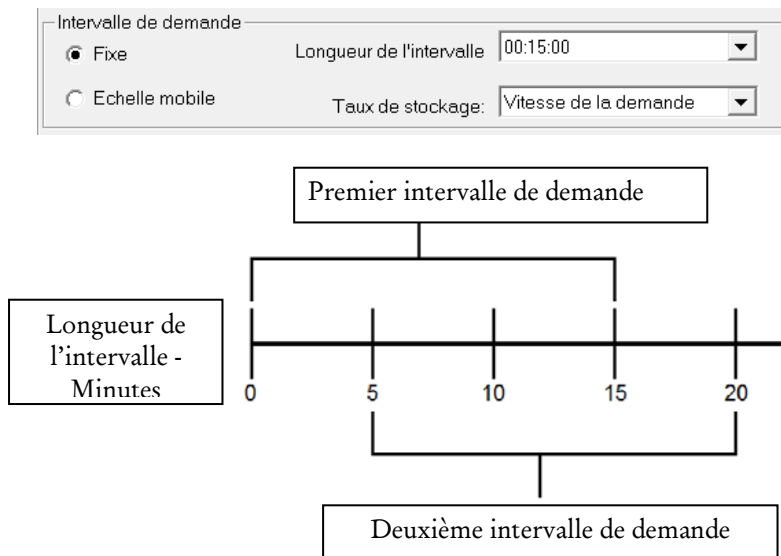 Intervalle de demande
Fixe
Longueur de l'intervalle
00:15:00
Echelle mobile
Taux de stockage:
Vitesse de la demande
Premier intervalle de demande
Longueur de
l’intervalle -
Minutes
0 5 10 15 20
Deuxième intervalle de demande